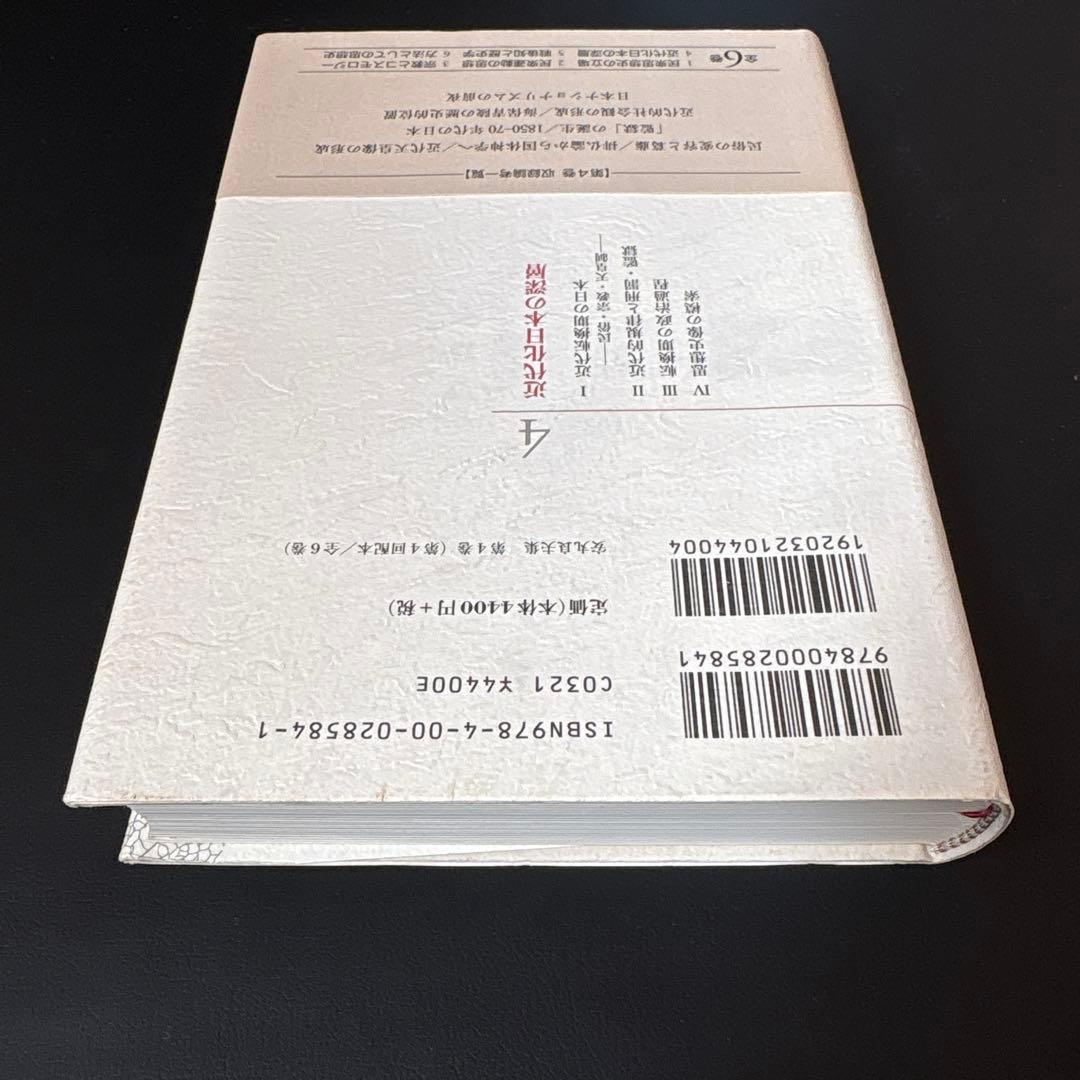 9784000285841
1920321044004
ISBN978-4-00-028584-1
C0321 ¥4400E
定価(本体4400円+税)
安丸良夫集 第4巻(第4回配本/全6巻)
4
近代化日本の深層
I 近代転換期の日本
──民俗・宗教・天皇制──
II 近代的規律と刑罰・監獄
III 転換期の政治過程
IV 思想史像の模索
【第4巻 収録論考一覧】
民俗の変容と葛藤/排仏論から国体神学へ/近代天皇像の形成
「監獄」の誕生/1850-70年代の日本
近代的社会観の形成/海保青陵の歴史的位置
日本ナショナリズムの前夜
全6巻
1 民衆思想史の立場 2 民衆運動の思想 3 宗教とコスモロジー
4 近代化日本の深層 5 戦後知と歴史学 6 方法としての思想史